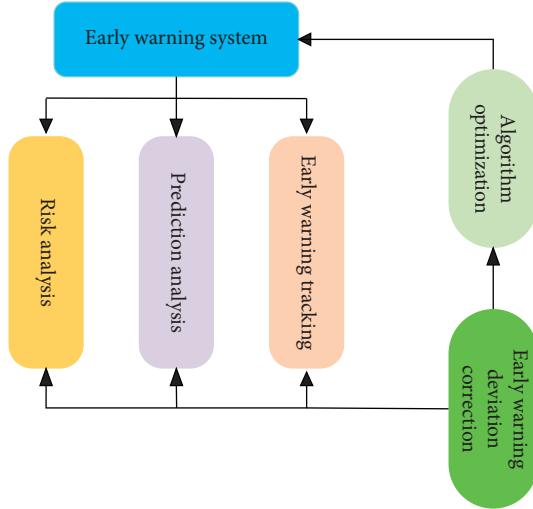 Early warning system
Risk analysis
Prediction analysis
Early warning tracking
Algorithm
optimization
Early warning
deviation
correction